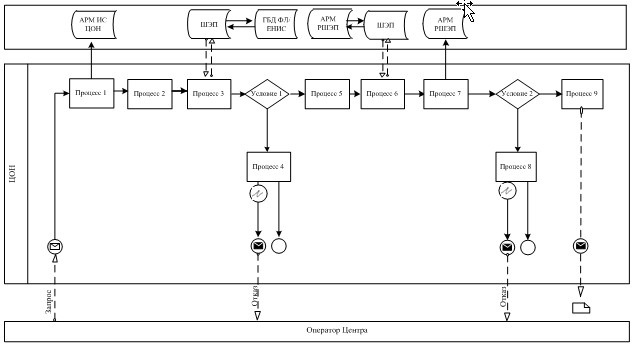 АРМ ИС
ЦОН
ШЭП
ГБД ФЛ/
ЕНИС
АРМ
РШЭП
ШЭП
АРМ
РШЭП
Процесс 1
Процесс 2
Процесс 3
Условие 1
Процесс 5
Процесс 6
Процесс 7
Условие 2
Процесс 9
Процесс 4
Процесс 8
ЦОН
Запрос
Отказ
Отказ
Оператор Центра